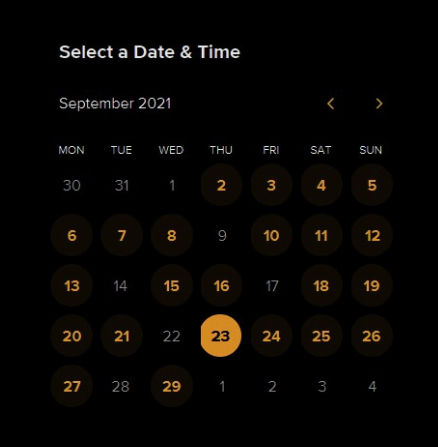 Select a Date & Time
September 2021
MON TUE WED THU FRI SAT SUN
30 31 1 2 3 4 5
6 7 8 9 10 11 12
13 14 15 16 17 18 19
20 21 22 23 24 25 26
27 28 29 1 2 3 4